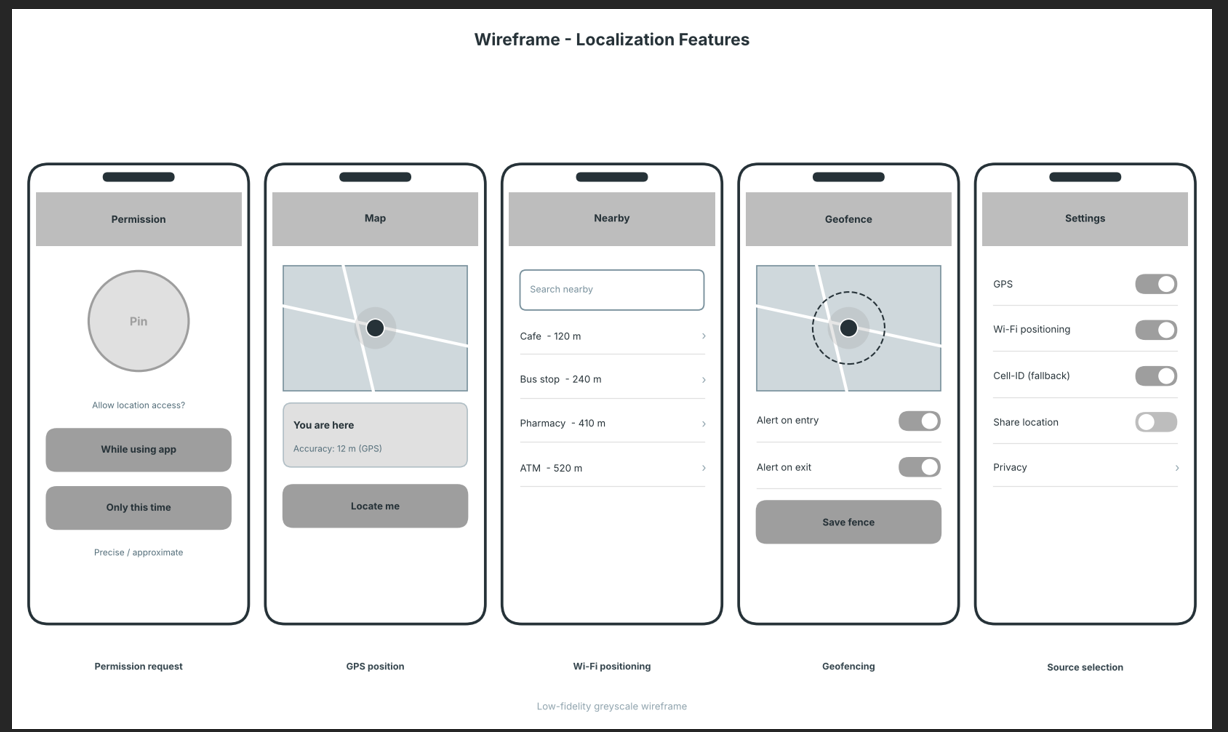 Wireframe - Localization Features
Permission
Pin
Allow location access?
While using app
Only this time
Precise / approximate
Permission request
Map
You are here
Accuracy: 12 m (GPS)
Locate me
GPS position
Nearby
Search nearby
Cafe - 120 m
Bus stop - 240 m
Pharmacy - 410 m
ATM - 520 m
Wi-Fi positioning
Geofence
Alert on entry
Alert on exit
Save fence
Geofencing
Settings
GPS
Wi-Fi positioning
Cell-ID (fallback)
Share location
Privacy
Source selection
Low-fidelity greyscale wireframe